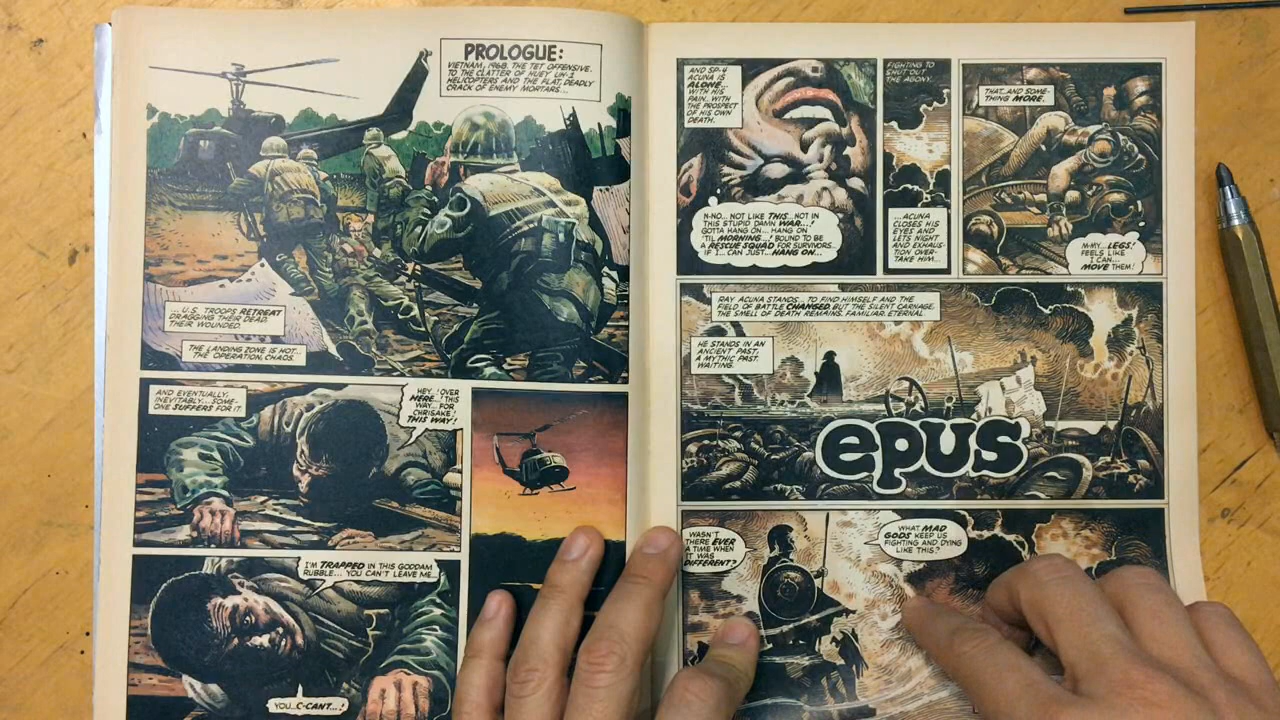 PROLOGUE:
VIETNAM, 1968. THE TET OFFENSIVE.
TO THE CLATTER OF HUEY UH-1
HELICOPTERS AND THE FLAT, DEADLY
CRACK OF ENEMY MORTARS...
...U.S. TROOPS RETREAT
DRAGGING THEIR DEAD,
THEIR WOUNDED.
THE LANDING ZONE IS HOT...
THE OPERATION, CHAOS.
AND EVENTUALLY,
INEVITABLY... SOME-
ONE SUFFERS FOR IT.
HEY..! OVER
HERE...! THIS
WAY... FOR
CHRISAKE!
THIS WAY!
I'M TRAPPED IN THIS GODDAM
RUBBLE... YOU CAN'T LEAVE ME...
YOU...C-CANT...!
AND SP-4
ACUNA IS
ALONE...
WITH HIS
PAIN. WITH
THE PROSPECT
OF HIS OWN
DEATH.
N-NO... NOT LIKE THIS...NOT IN
THIS STUPID DAMN WAR...!
GOTTA HANG ON... HANG ON
'TIL MORNING...! BOUND TO BE
A RESCUE SQUAD FOR SURVIVORS...
IF I... CAN JUST...HANG ON...
FIGHTING TO
SHUT OUT
THE AGONY,
...ACUNA
CLOSES HIS
EYES AND
LETS NIGHT
AND EXHAUS-
TION OVER-
TAKE HIM...
THAT...AND SOME-
THING MORE.
M-MY...LEGS!
FEELS LIKE
I CAN...
MOVE THEM!
RAY ACUNA STANDS... TO FIND HIMSELF AND THE
FIELD OF BATTLE CHANGED. BUT THE SILENT CARNAGE,
THE SMELL OF DEATH REMAINS. FAMILIAR. ETERNAL.
HE STANDS IN AN
ANCIENT PAST,
A MYTHIC PAST.
WAITING.
epus
WASN'T
THERE EVER
A TIME WHEN
IT WAS
DIFFERENT?
WHAT MAD
GODS KEEP US
FIGHTING AND DYING
LIKE THIS?